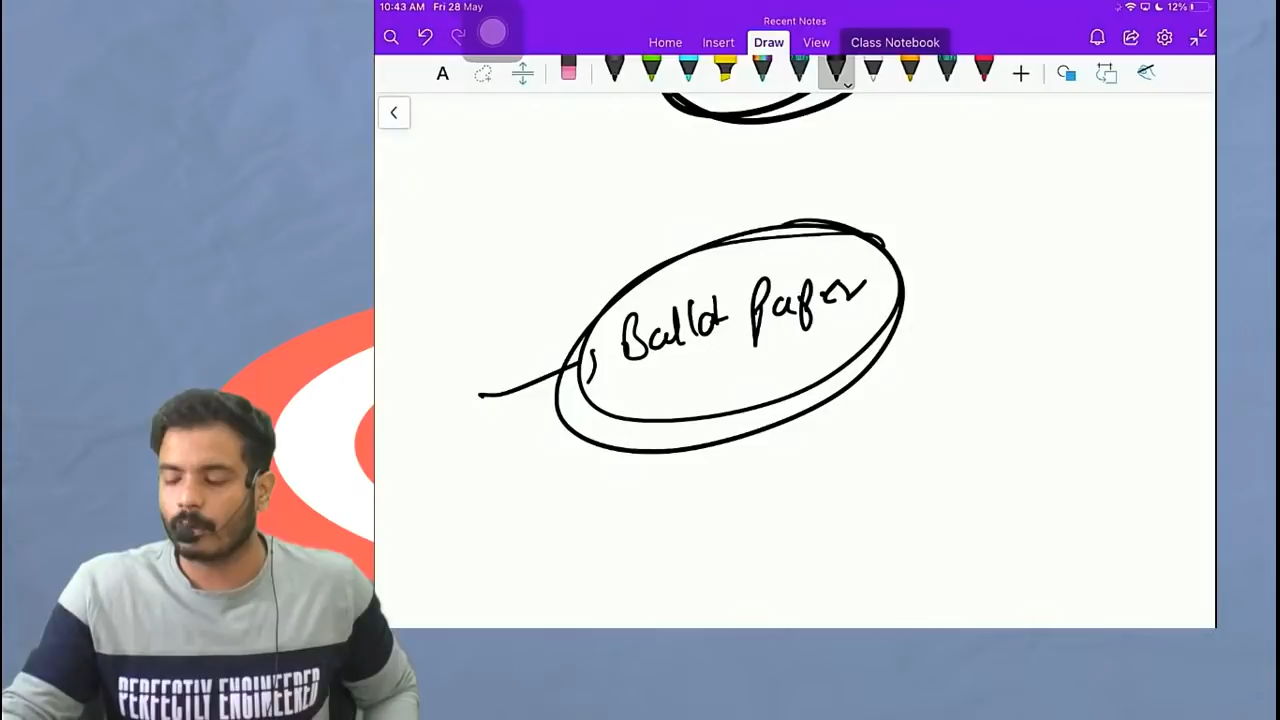 10:43 AM Fri 28 May
12%
Recent Notes
Home Insert Draw View Class Notebook
A
Ballot Paper
PERFECTLY ENGINEERED